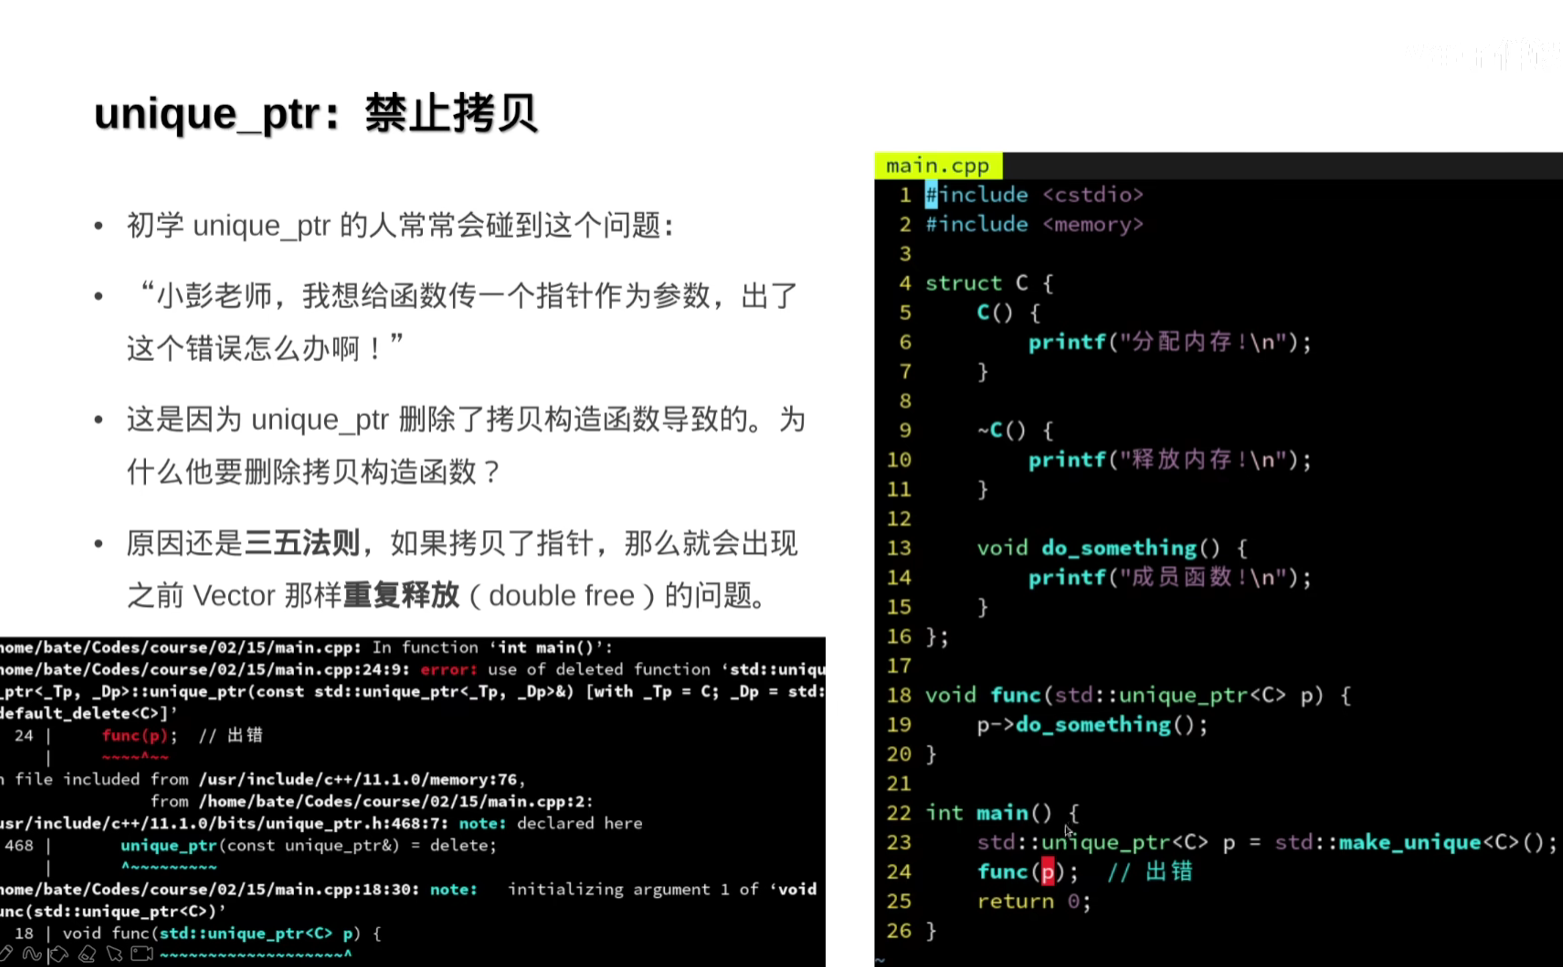 unique_ptr：禁止拷贝
• 初学 unique_ptr 的人常常会碰到这个问题：
• “小彭老师，我想给函数传一个指针作为参数，出了
这个错误怎么办啊！”
• 这是因为 unique_ptr 删除了拷贝构造函数导致的。为
什么他要删除拷贝构造函数？
• 原因还是三五法则，如果拷贝了指针，那么就会出现
之前 Vector 那样重复释放（double free）的问题。
home/bate/Codes/course/02/15/main.cpp: In function ‘int main()’:
home/bate/Codes/course/02/15/main.cpp:24:9: error: use of deleted function ‘std::uniqu
_ptr<_Tp, _Dp>::unique_ptr(const std::unique_ptr<_Tp, _Dp>&) [with _Tp = C; _Dp = std:
default_delete<C>]’
24 | func(p); // 出错
| ~~~~^~~
n file included from /usr/include/c++/11.1.0/memory:76,
from /home/bate/Codes/course/02/15/main.cpp:2:
usr/include/c++/11.1.0/bits/unique_ptr.h:468:7: note: declared here
468 | unique_ptr(const unique_ptr&) = delete;
| ^~~~~~~~~~
home/bate/Codes/course/02/15/main.cpp:18:30: note: initializing argument 1 of ‘void
unc(std::unique_ptr<C>)’
18 | void func(std::unique_ptr<C> p) {
| ~~~~~~~~~~~~~~~~~~~^
main.cpp
1 #include <cstdio>
2 #include <memory>
3
4 struct C {
5 C() {
6 printf("分配内存!\n");
7 }
8
9 ~C() {
10 printf("释放内存!\n");
11 }
12
13 void do_something() {
14 printf("成员函数!\n");
15 }
16 };
17
18 void func(std::unique_ptr<C> p) {
19 p->do_something();
20 }
21
22 int main() {
23 std::unique_ptr<C> p = std::make_unique<C>();
24 func(p); // 出错
25 return 0;
26 }
~